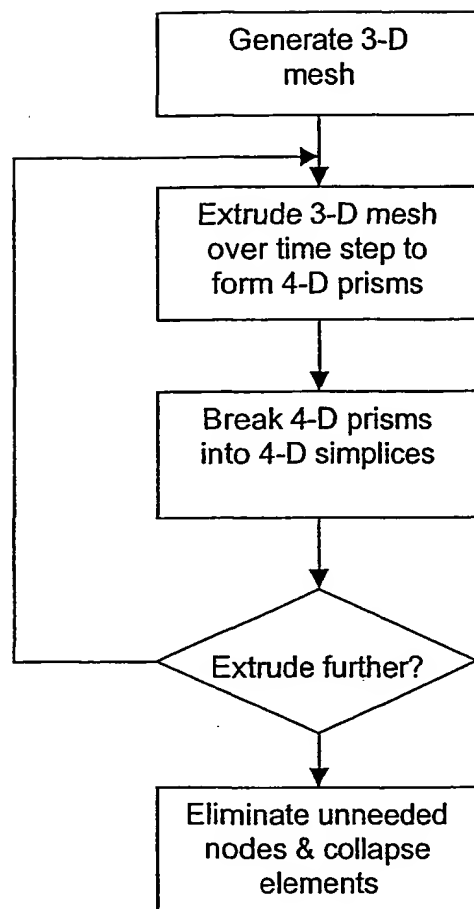 Generate 3-D
mesh
Extrude 3-D mesh
over time step to
form 4-D prisms
Break 4-D prisms
into 4-D simplices
Extrude further?
Eliminate unneeded
nodes & collapse
elements